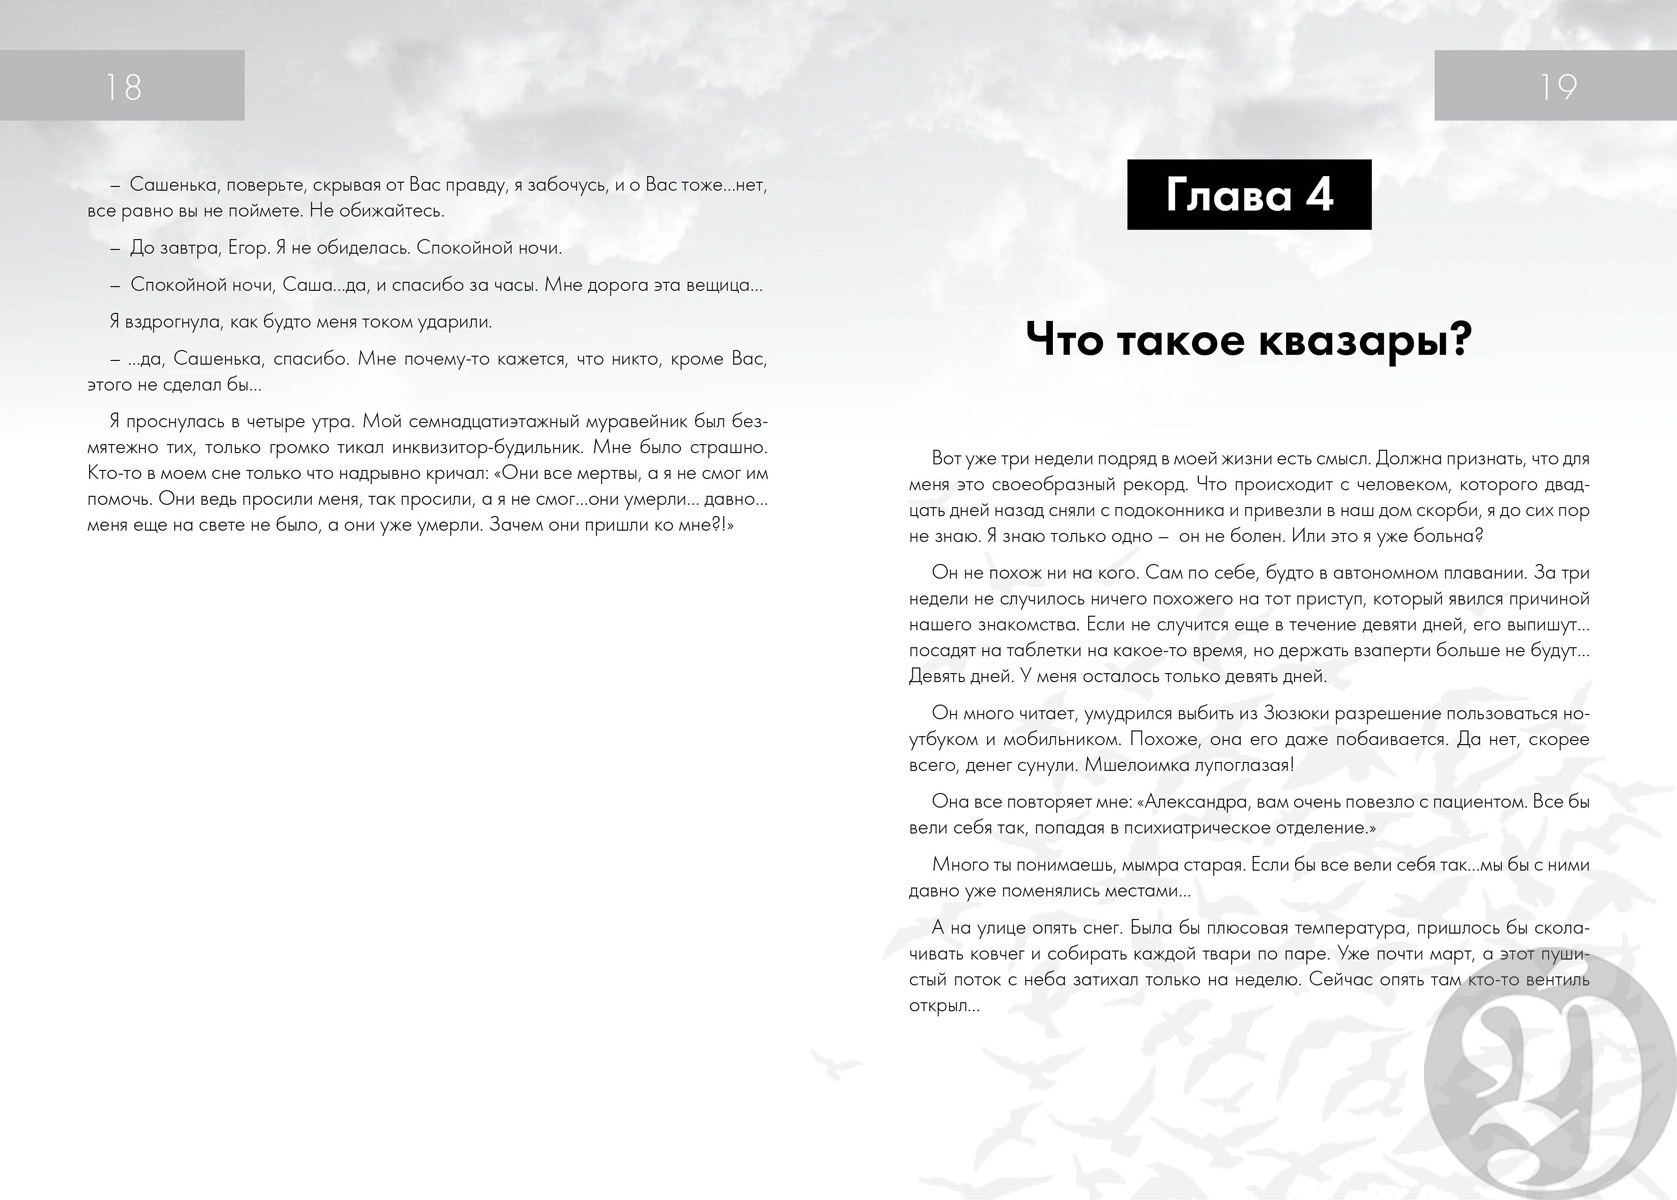 18
– Сашенька, поверьте, скрывая от Вас правду, я забочусь, и о Вас тоже...нет,
все равно вы не поймете. Не обижайтесь.
– До завтра, Егор. Я не обиделась. Спокойной ночи.
– Спокойной ночи, Саша...да, и спасибо за часы. Мне дорога эта вещица...
Я вздрогнула, как будто меня током ударили.
– ...да, Сашенька, спасибо. Мне почему-то кажется, что никто, кроме Вас,
этого не сделал бы...
Я проснулась в четыре утра. Мой семнадцатиэтажный муравейник был без-
мятежно тих, только громко тикал инквизитор-будильник. Мне было страшно.
Кто-то в моем сне только что надрывно кричал: «Они все мертвы, а я не смог им
помочь. Они ведь просили меня, так просили, а я не смог...они умерли... давно...
меня еще на свете не было, а они уже умерли. Зачем они пришли ко мне?!»
19
Глава 4
Что такое квазары?
Вот уже три недели подряд в моей жизни есть смысл. Должна признать, что для
меня это своеобразный рекорд. Что происходит с человеком, которого двад-
цать дней назад сняли с подоконника и привезли в наш дом скорби, я до сих пор
не знаю. Я знаю только одно – он не болен. Или это я уже больна?
Он не похож ни на кого. Сам по себе, будто в автономном плавании. За три
недели не случилось ничего похожего на тот приступ, который явился причиной
нашего знакомства. Если не случится еще в течение девяти дней, его выпишут...
посадят на таблетки на какое-то время, но держать взаперти больше не будут...
Девять дней. У меня осталось только девять дней.
Он много читает, умудрился выбить из Зюзюки разрешение пользоваться но-
утбуком и мобильником. Похоже, она его даже побаивается. Да нет, скорее
всего, денег сунули. Мшелоимка лупоглазая!
Она все повторяет мне: «Александра, вам очень повезло с пациентом. Все бы
вели себя так, попадая в психиатрическое отделение.»
Много ты понимаешь, мымра старая. Если бы все вели себя так...мы бы с ними
давно уже поменялись местами...
А на улице опять снег. Была бы плюсовая температура, пришлось бы скола-
чивать ковчег и собирать каждой твари по паре. Уже почти март, а этот пуши-
стый поток с неба затихал только на неделю. Сейчас опять там кто-то вентиль
открыл...